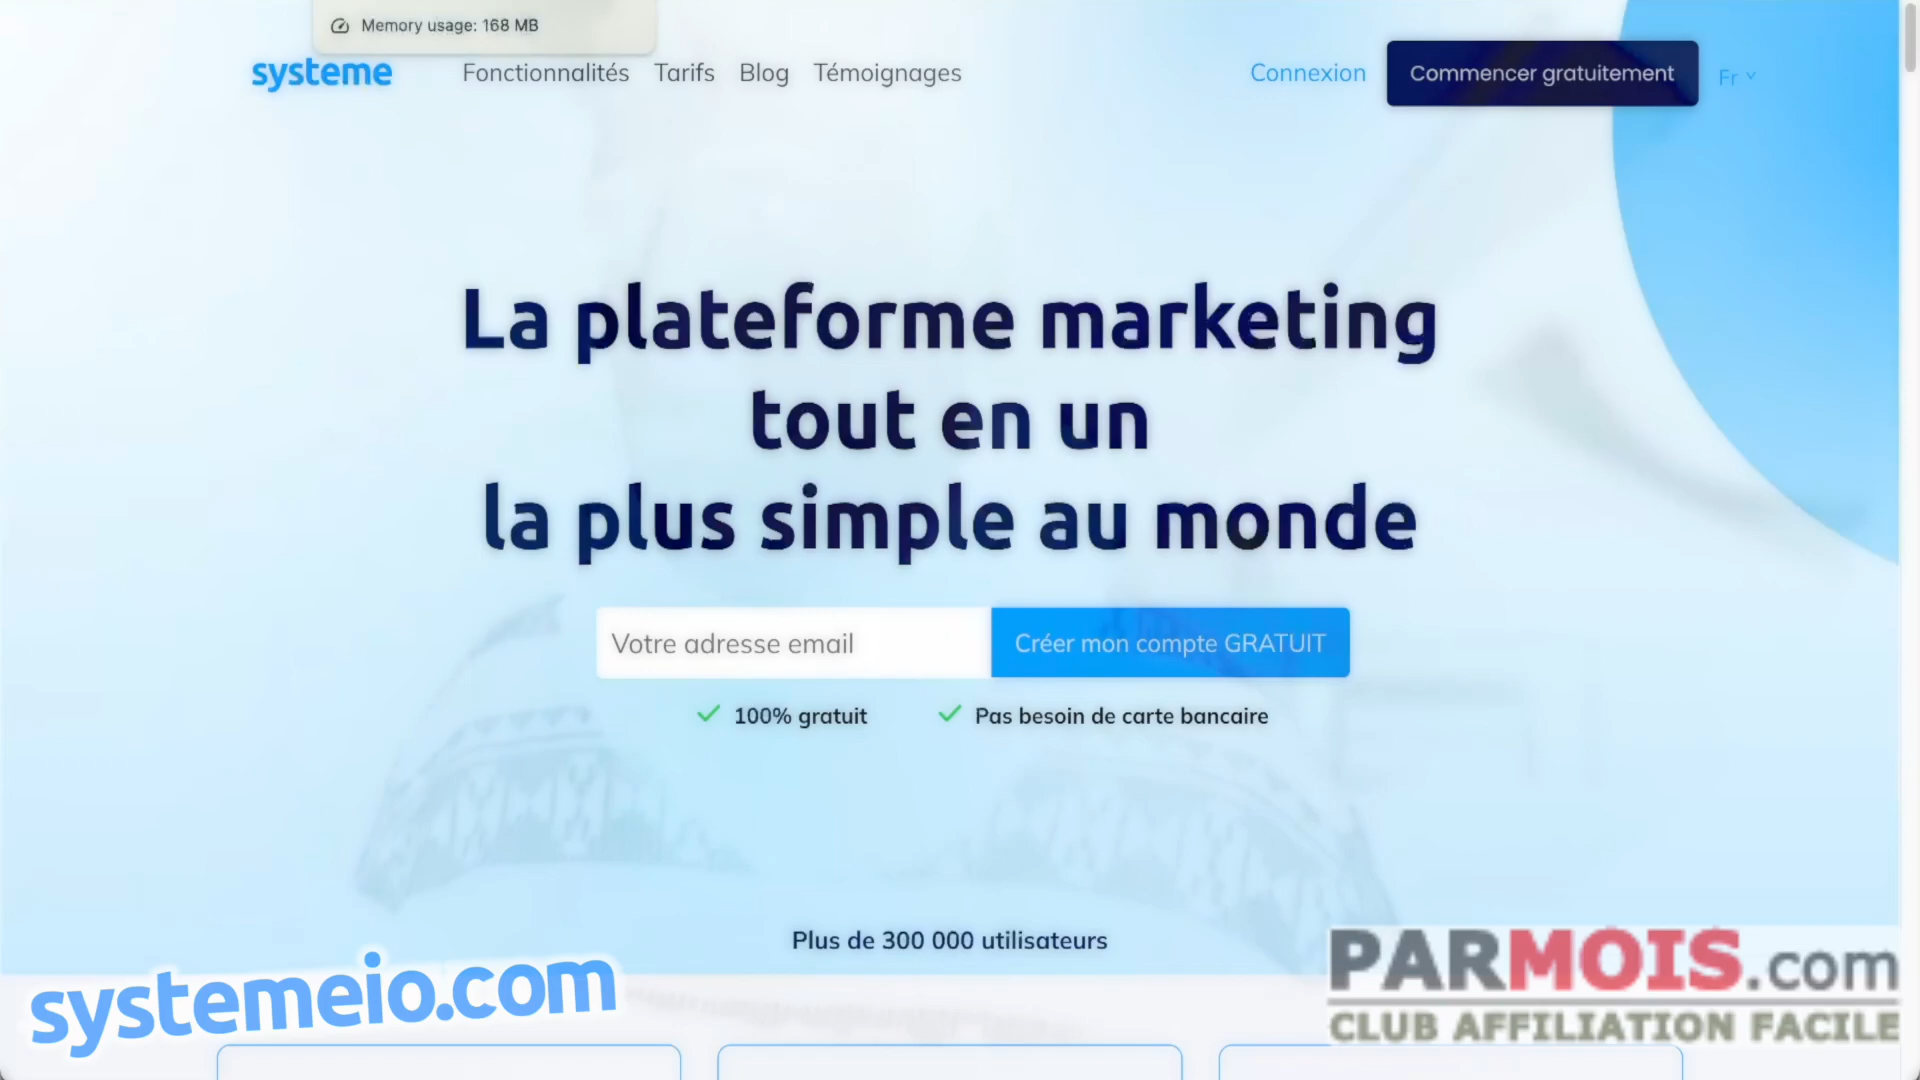 Memory usage: 168 MB
systeme
Fonctionnalités Tarifs Blog Témoignages
Connexion
Commencer gratuitement
Fr
La plateforme marketing
tout en un
la plus simple au monde
Votre adresse email
Créer mon compte GRATUIT
100% gratuit
Pas besoin de carte bancaire
Plus de 300 000 utilisateurs
systemeio.com
PARMOIS.com
CLUB AFFILIATION FACILE